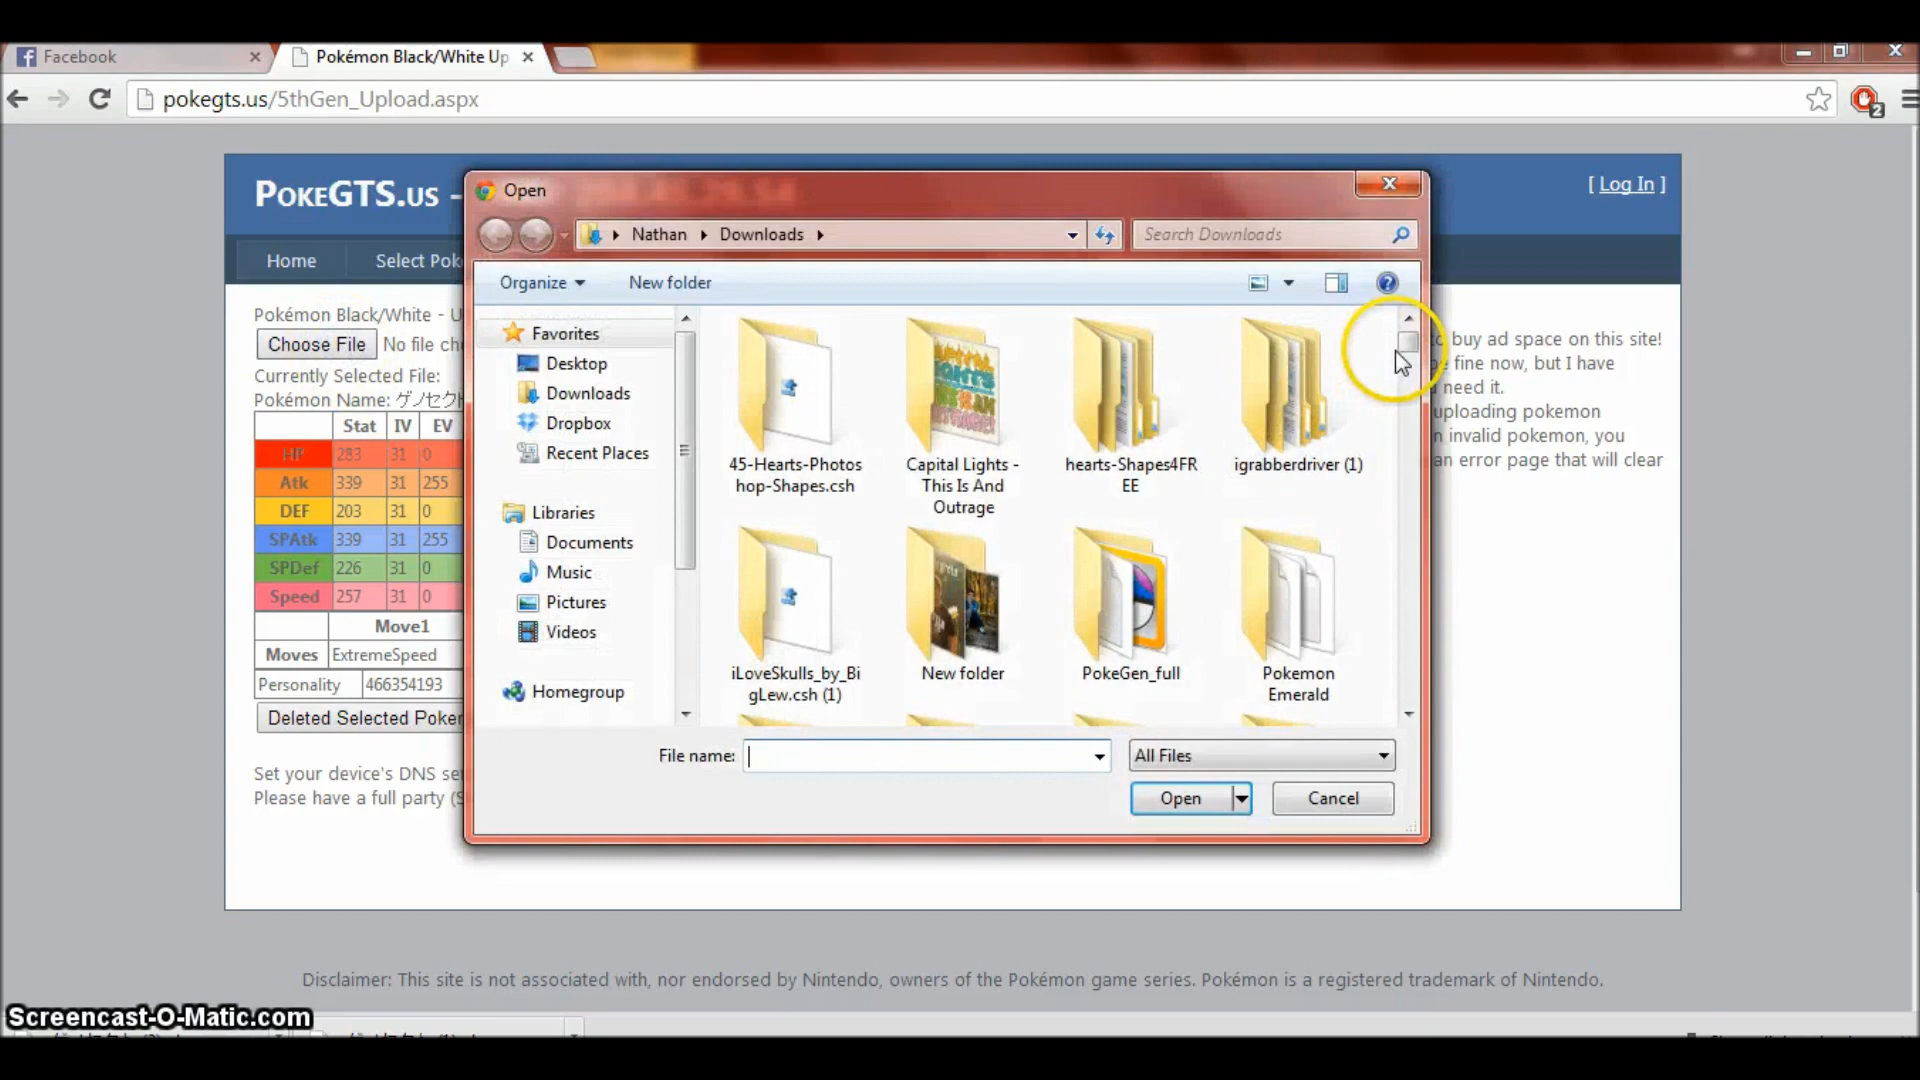 Facebook
Pokémon Black/White Up
pokegts.us/5thGen_Upload.aspx
2
POKEGTS.US -
[ Log In ]
Home
Select Pok
Pokémon Black/White - U
Choose File No file ch
Currently Selected File:
Pokémon Name: ゲノセクト
Stat IV EV
HP 283 31 0
Atk 339 31 255
DEF 203 31 0
SPAtk 339 31 255
SPDef 226 31 0
Speed 257 31 0
Move1
Moves ExtremeSpeed
Personality 466354193
Deleted Selected Poker
Set your device's DNS se
Please have a full party (S
Open
Nathan
Downloads
Search Downloads
Organize
New folder
Favorites
Desktop
Downloads
Dropbox
Recent Places
Libraries
Documents
Music
Pictures
Videos
Homegroup
45-Hearts-Photos
hop-Shapes.csh
Capital Lights -
This Is And
Outrage
hearts-Shapes4FR
EE
igrabberdriver (1)
iLoveSkulls_by_Bi
gLew.csh (1)
New folder
PokeGen_full
Pokemon
Emerald
File name:
All Files
Open
Cancel
to buy ad space on this site!
be fine now, but I have
need it.
uploading pokemon
n invalid pokemon, you
an error page that will clear
Disclaimer: This site is not associated with, nor endorsed by Nintendo, owners of the Pokémon game series. Pokémon is a registered trademark of Nintendo.
Screencast-O-Matic.com